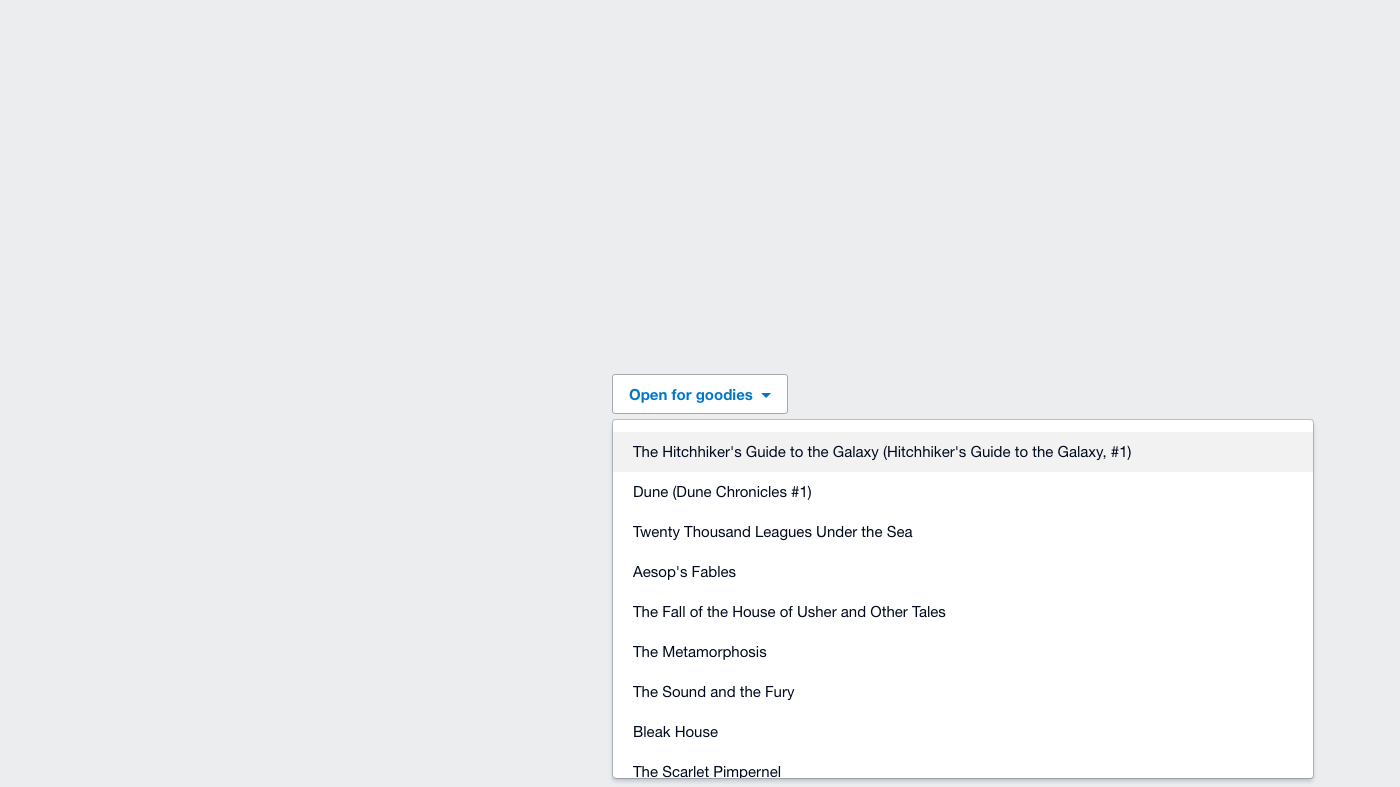 Open for goodies
The Hitchhiker's Guide to the Galaxy (Hitchhiker's Guide to the Galaxy, #1)
Dune (Dune Chronicles #1)
Twenty Thousand Leagues Under the Sea
Aesop's Fables
The Fall of the House of Usher and Other Tales
The Metamorphosis
The Sound and the Fury
Bleak House
The Scarlet Pimpernel